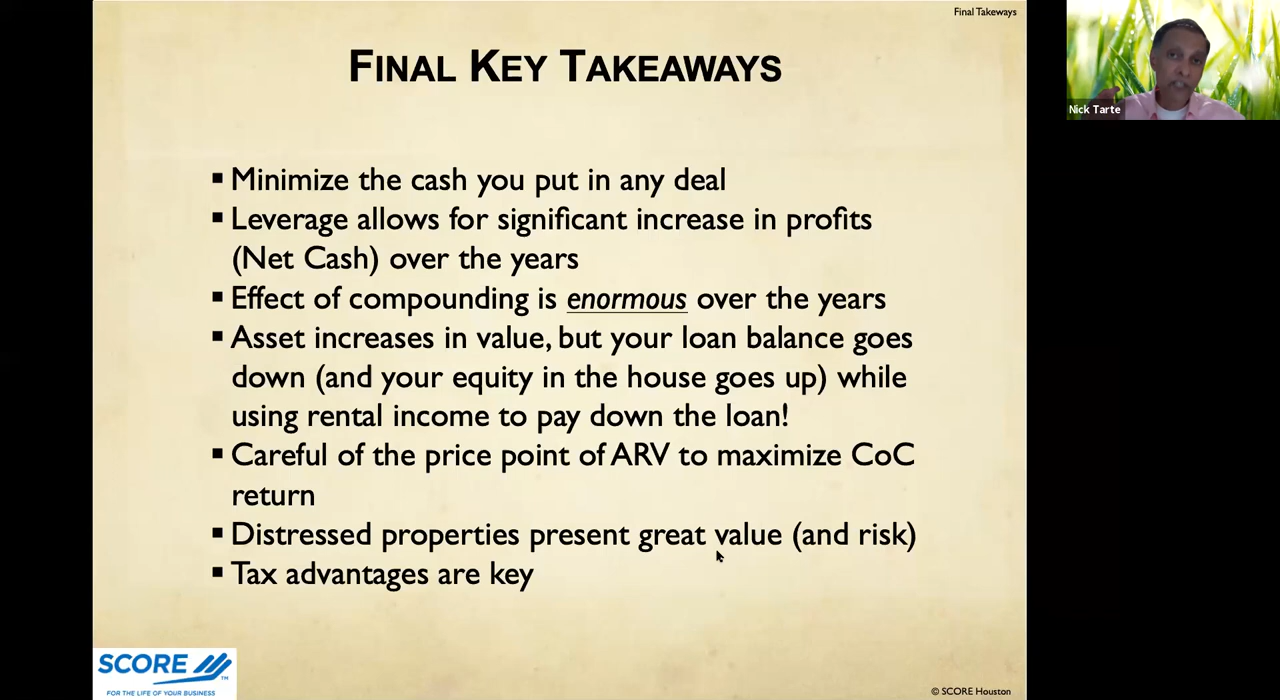 Final Takeways
FINAL KEY TAKEAWAYS
▪ Minimize the cash you put in any deal
▪ Leverage allows for significant increase in profits
(Net Cash) over the years
▪ Effect of compounding is enormous over the years
▪ Asset increases in value, but your loan balance goes
down (and your equity in the house goes up) while
using rental income to pay down the loan!
▪ Careful of the price point of ARV to maximize CoC
return
▪ Distressed properties present great value (and risk)
▪ Tax advantages are key
SCORE TM
FOR THE LIFE OF YOUR BUSINESS
© SCORE Houston
Nick Tarte